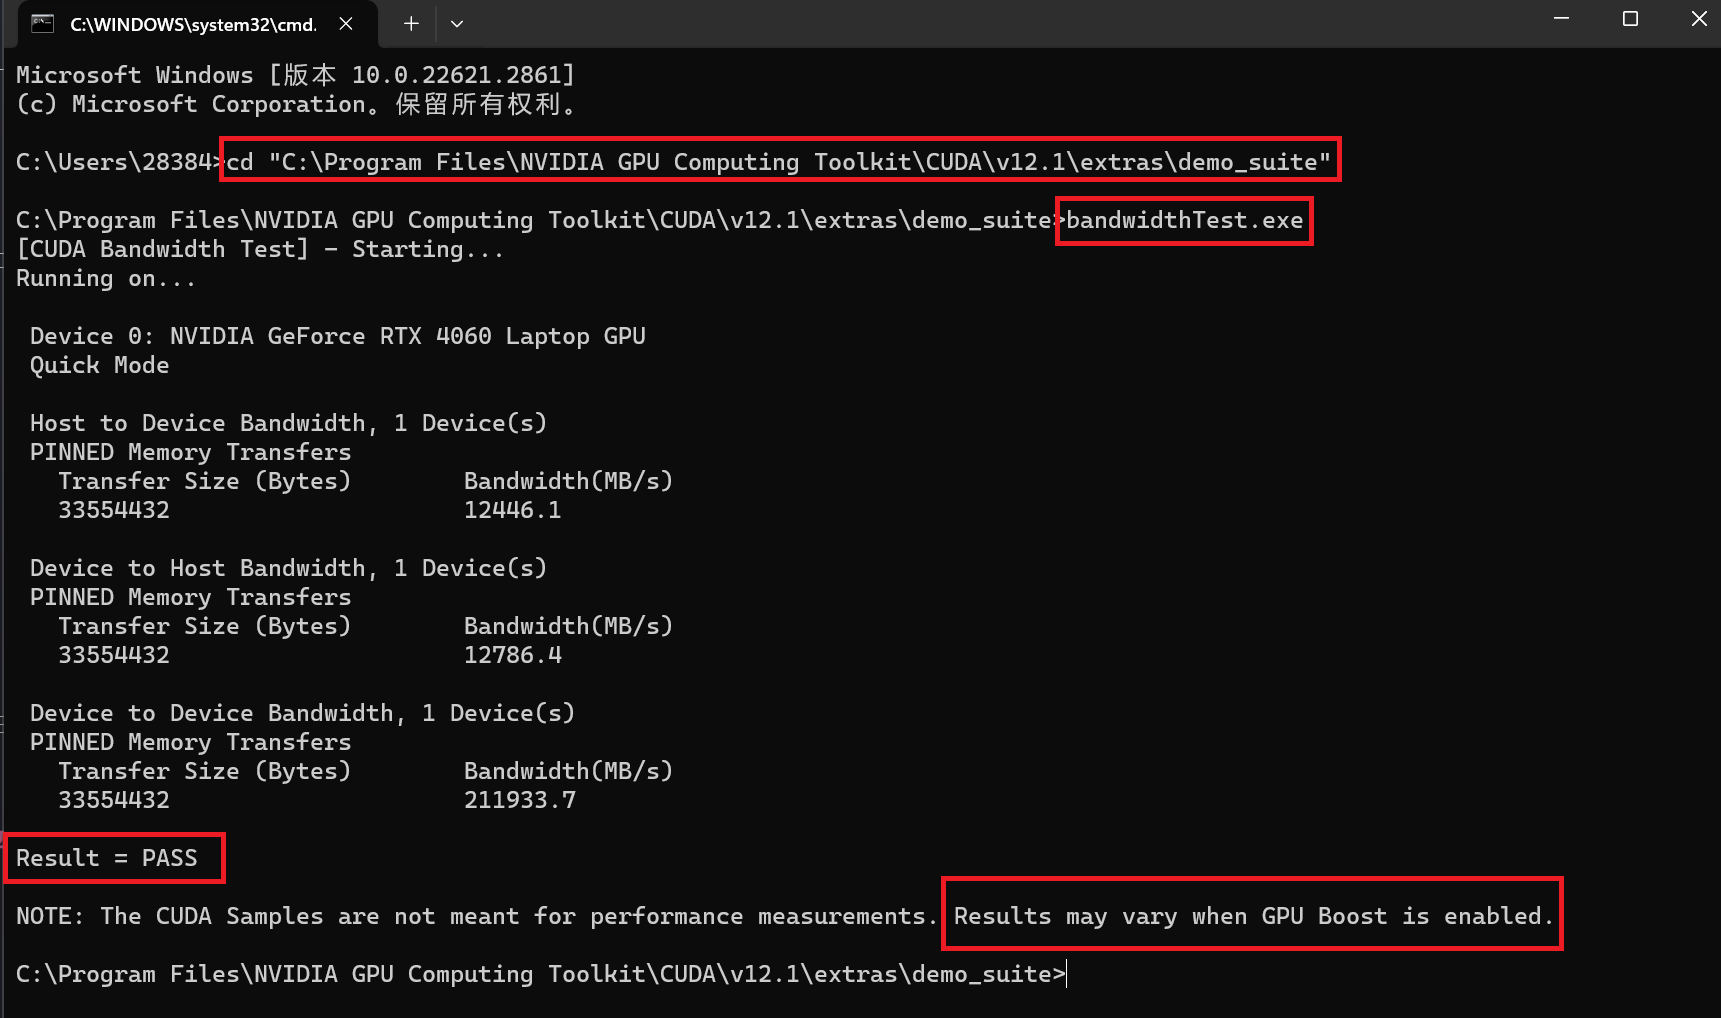 C:\WINDOWS\system32\cmd.
Microsoft Windows [版本 10.0.22621.2861]
(c) Microsoft Corporation。保留所有权利。
C:\Users\28384>cd "C:\Program Files\NVIDIA GPU Computing Toolkit\CUDA\v12.1\extras\demo_suite"
C:\Program Files\NVIDIA GPU Computing Toolkit\CUDA\v12.1\extras\demo_suite>bandwidthTest.exe
[CUDA Bandwidth Test] - Starting...
Running on...
Device 0: NVIDIA GeForce RTX 4060 Laptop GPU
Quick Mode
Host to Device Bandwidth, 1 Device(s)
PINNED Memory Transfers
Transfer Size (Bytes) Bandwidth(MB/s)
33554432 12446.1
Device to Host Bandwidth, 1 Device(s)
PINNED Memory Transfers
Transfer Size (Bytes) Bandwidth(MB/s)
33554432 12786.4
Device to Device Bandwidth, 1 Device(s)
PINNED Memory Transfers
Transfer Size (Bytes) Bandwidth(MB/s)
33554432 211933.7
Result = PASS
NOTE: The CUDA Samples are not meant for performance measurements. Results may vary when GPU Boost is enabled.
C:\Program Files\NVIDIA GPU Computing Toolkit\CUDA\v12.1\extras\demo_suite>